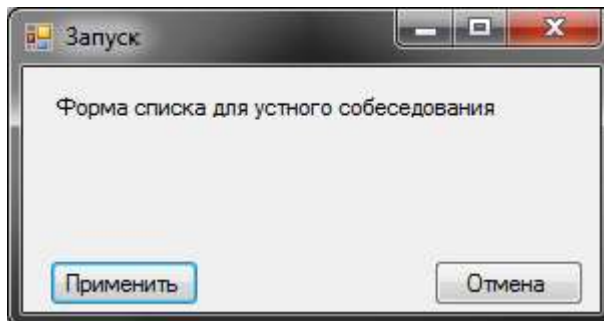 Запуск
Форма списка для устного собеседования
Применить
Отмена